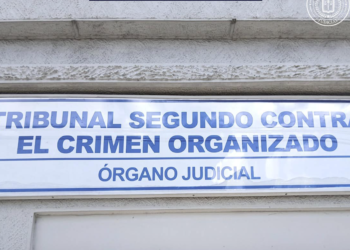 TRIBUNAL SEGUNDO CONTRA
EL CRIMEN ORGANIZADO
ÓRGANO JUDICIAL